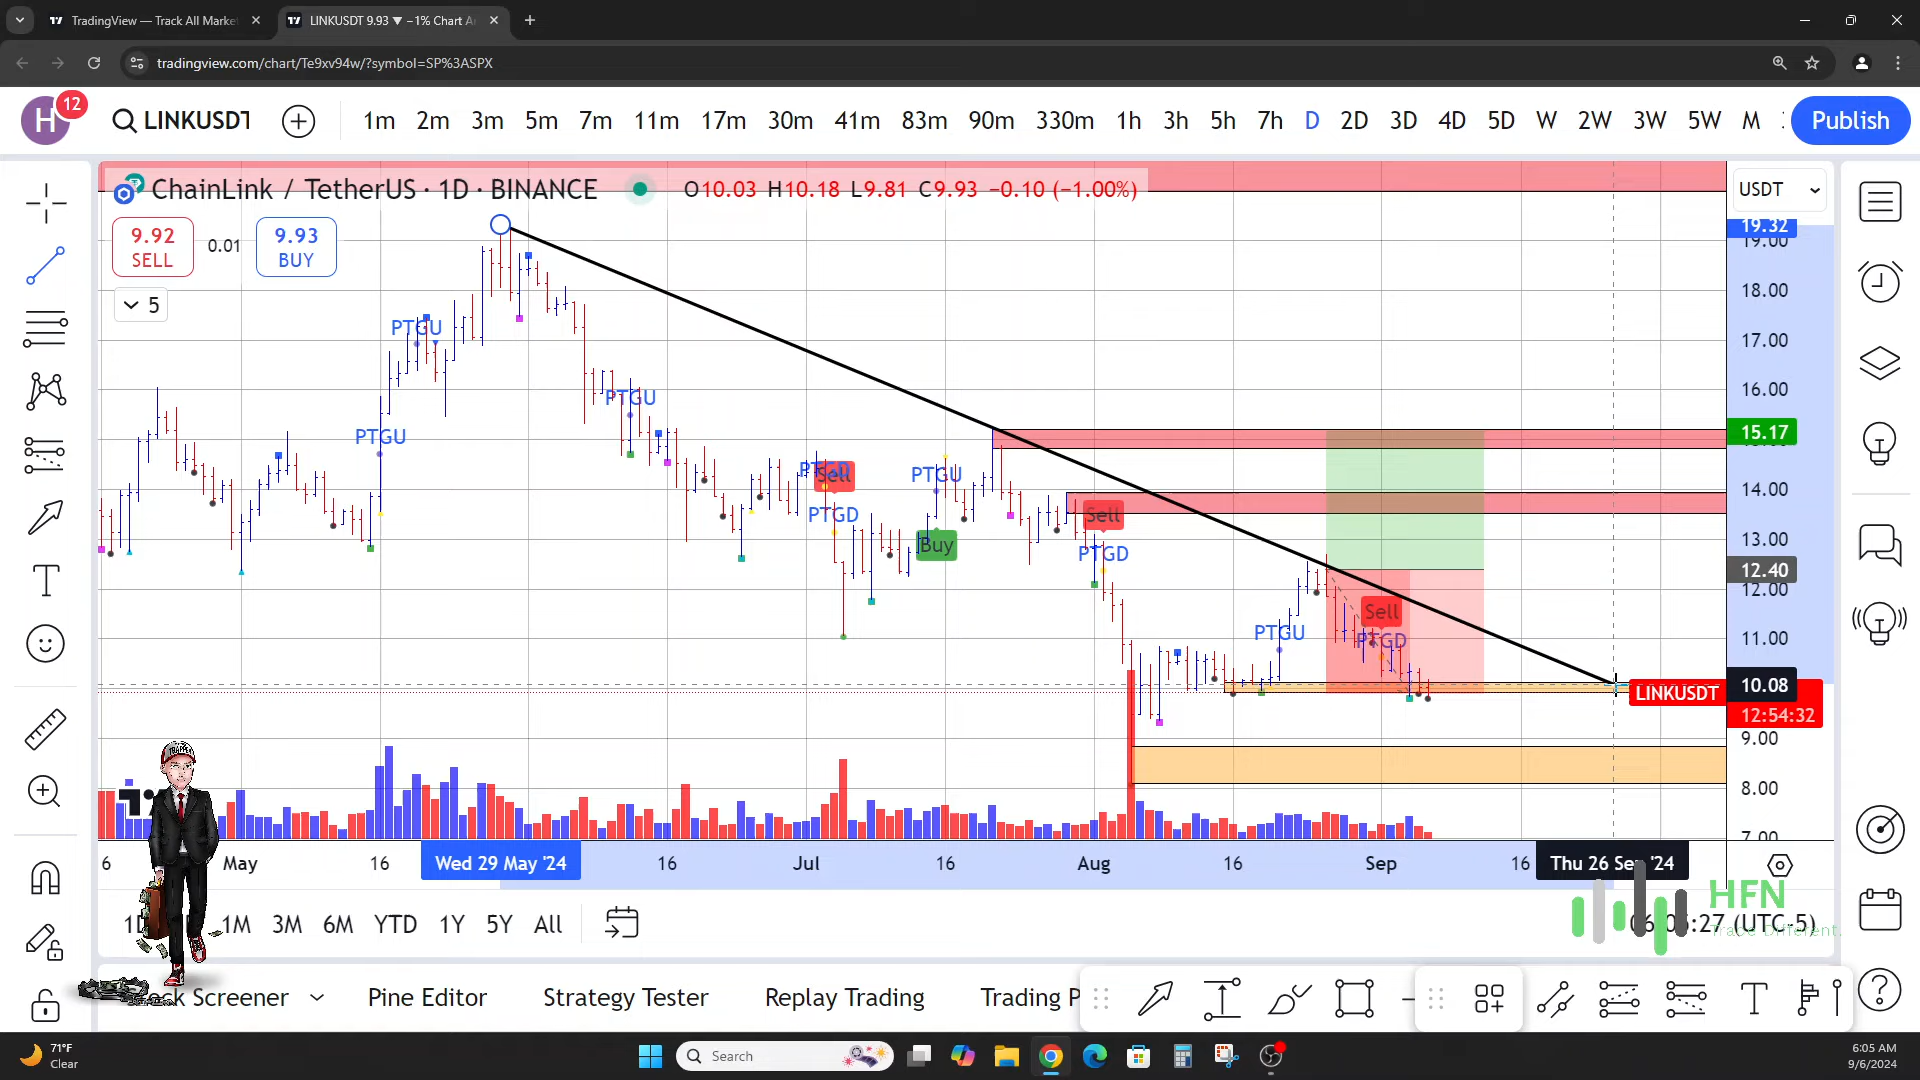 TradingView — Track All Marke
LINKUSDT 9.93 ▼ −1% Chart A
tradingview.com/chart/Te9xv94w/?symbol=SP%3ASPX
H
12
LINKUSDT
1m 2m 3m 5m 7m 11m 17m 30m 41m 83m 90m 330m 1h 3h 5h 7h D 2D 3D 4D 5D W 2W 3W 5W M
Publish
ChainLink / TetherUS · 1D · BINANCE
O10.03 H10.18 L9.81 C9.93 −0.10 (−1.00%)
USDT
9.92
SELL
0.01
9.93
BUY
5
19.32
19.00
18.00
17.00
16.00
15.17
14.00
13.00
12.40
12.00
11.00
10.08
LINKUSDT
12:54:32
9.00
8.00
7.00
PTGU
PTGU
PTGU
PTGD
Sell
PTGD
PTGU
Buy
Sell
PTGD
PTGU
Sell
PTGD
TRAPPER
6 May 16 Wed 29 May '24 16 Jul 16 Aug 16 Sep 16 Thu 26 Sep '24
1M 3M 6M YTD 1Y 5Y All
HFN
Trade Different.
(UTC-5)
Screener
Pine Editor
Strategy Tester
Replay Trading
Trading P
71°F
Clear
Search
6:05 AM
9/6/2024